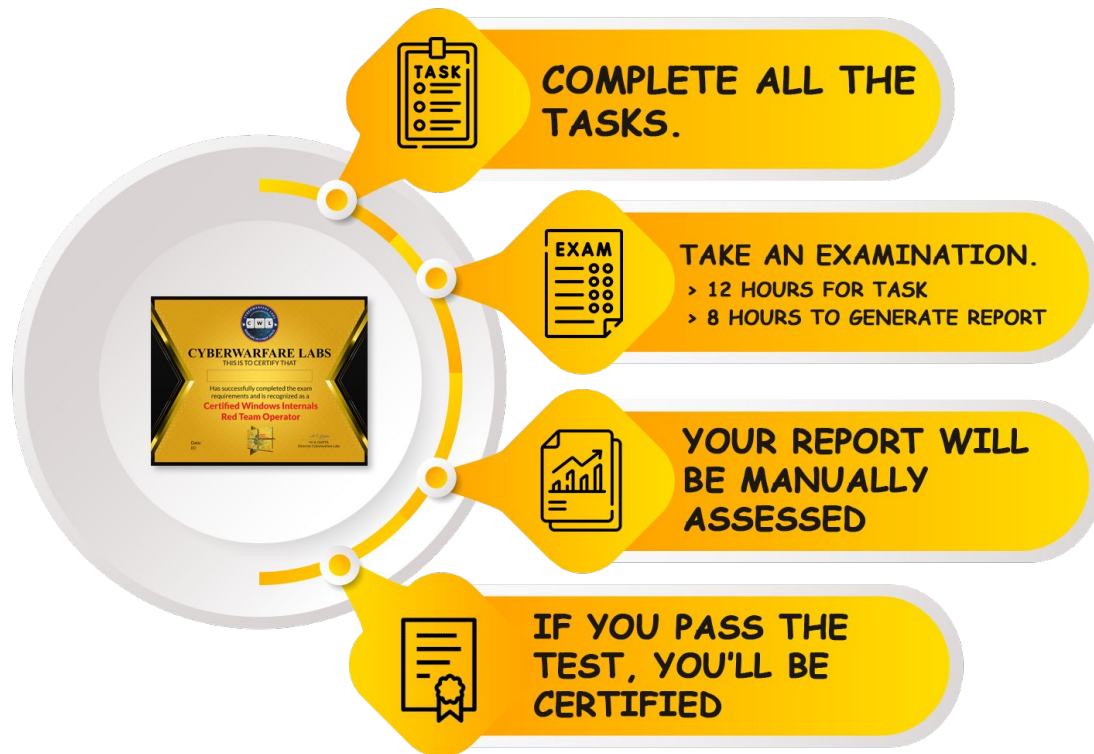 TASK
COMPLETE ALL THE
TASKS.
EXAM
TAKE AN EXAMINATION.
> 12 HOURS FOR TASK
> 8 HOURS TO GENERATE REPORT
CWL
CYBERWARFARE LABS
THIS IS TO CERTIFY THAT
Has successfully completed the exam
requirements and is recognized as a
Certified Windows Internals
Red Team Operator
Date:
YOUR REPORT WILL
BE MANUALLY
ASSESSED
IF YOU PASS THE
TEST, YOU'LL BE
CERTIFIED